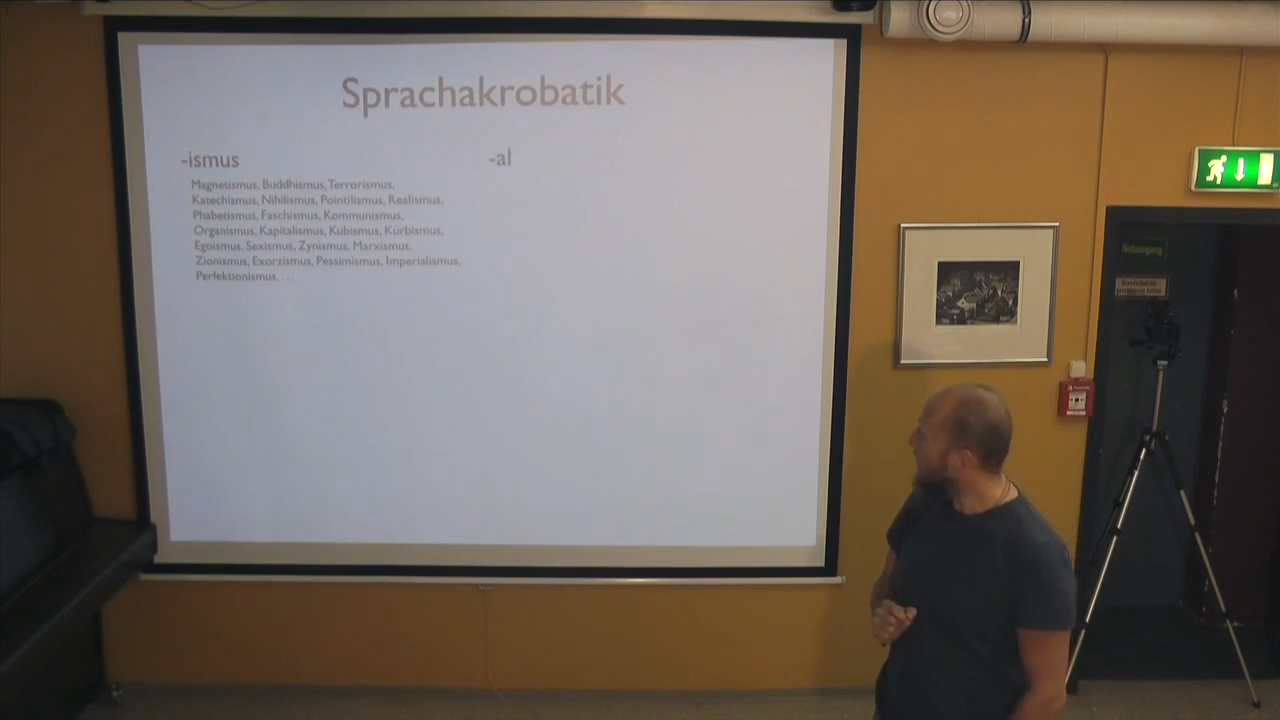 Sprachakrobatik
-ismus
-al
Magnetismus, Buddhismus, Terrorismus,
Katechismus, Nihilismus, Pointilismus, Realismus,
Phabetismus, Faschismus, Kommunismus,
Organismus, Kapitalismus, Kubismus, Kürbismus,
Egoismus, Sexismus, Zynismus, Marxismus,
Zionismus, Exorzismus, Pessimismus, Imperialismus,
Perfektionismus, ...
Notausgang